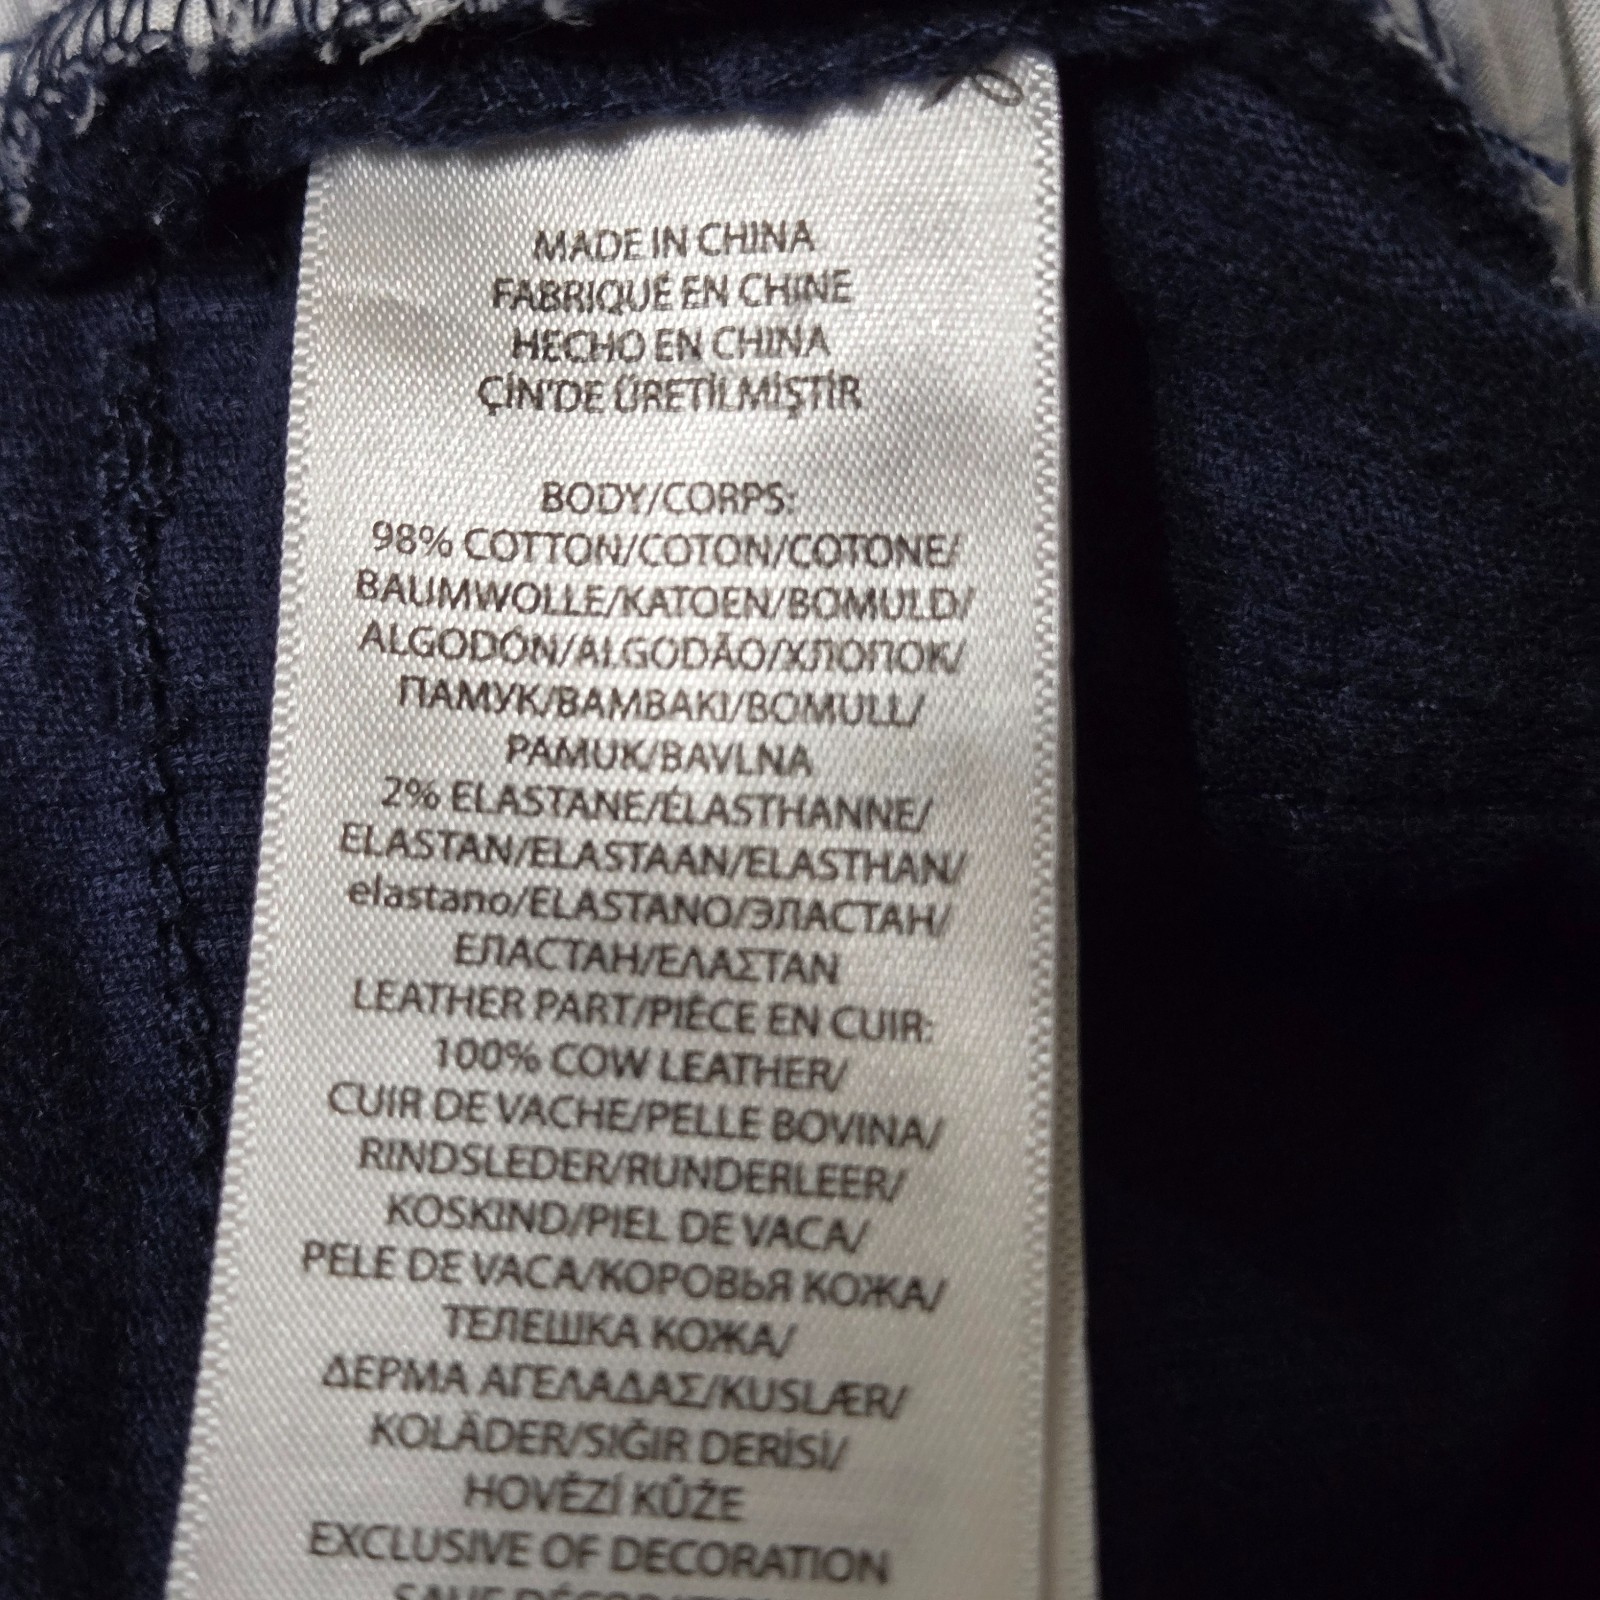 MADE IN CHINA
FABRIQUÉ EN CHINE
HECHO EN CHINA
ÇİN'DE ÜRETİLMİŞTİR
BODY/CORPS:
98% COTTON/COTON/COTONE/
BAUMWOLLE/KATOEN/BOMULD/
ALGODÓN/ALGODÃO/ХЛОПОК/
ПАМУК/BAMBAKI/BOMULL/
PAMUK/BAVLNA
2% ELASTANE/ÉLASTHANNE/
ELASTAN/ELASTAAN/ELASTHAN/
elastano/ELASTANO/ЭЛАСТАН/
ЕЛАСТАН/ΕΛΑΣΤΑΝ
LEATHER PART/PIÈCE EN CUIR:
100% COW LEATHER/
CUIR DE VACHE/PELLE BOVINA/
RINDSLEDER/RUNDERLEER/
KOSKIND/PIEL DE VACA/
PELE DE VACA/КОРОВЬЯ КОЖА/
ТЕЛЕШКА КОЖА/
ΔΕΡΜΑ ΑΓΕΛΑΔΑΣ/KUSLÆR/
KOLÄDER/SIĞIR DERİSİ/
HOVĚZÍ KŮŽE
EXCLUSIVE OF DECORATION